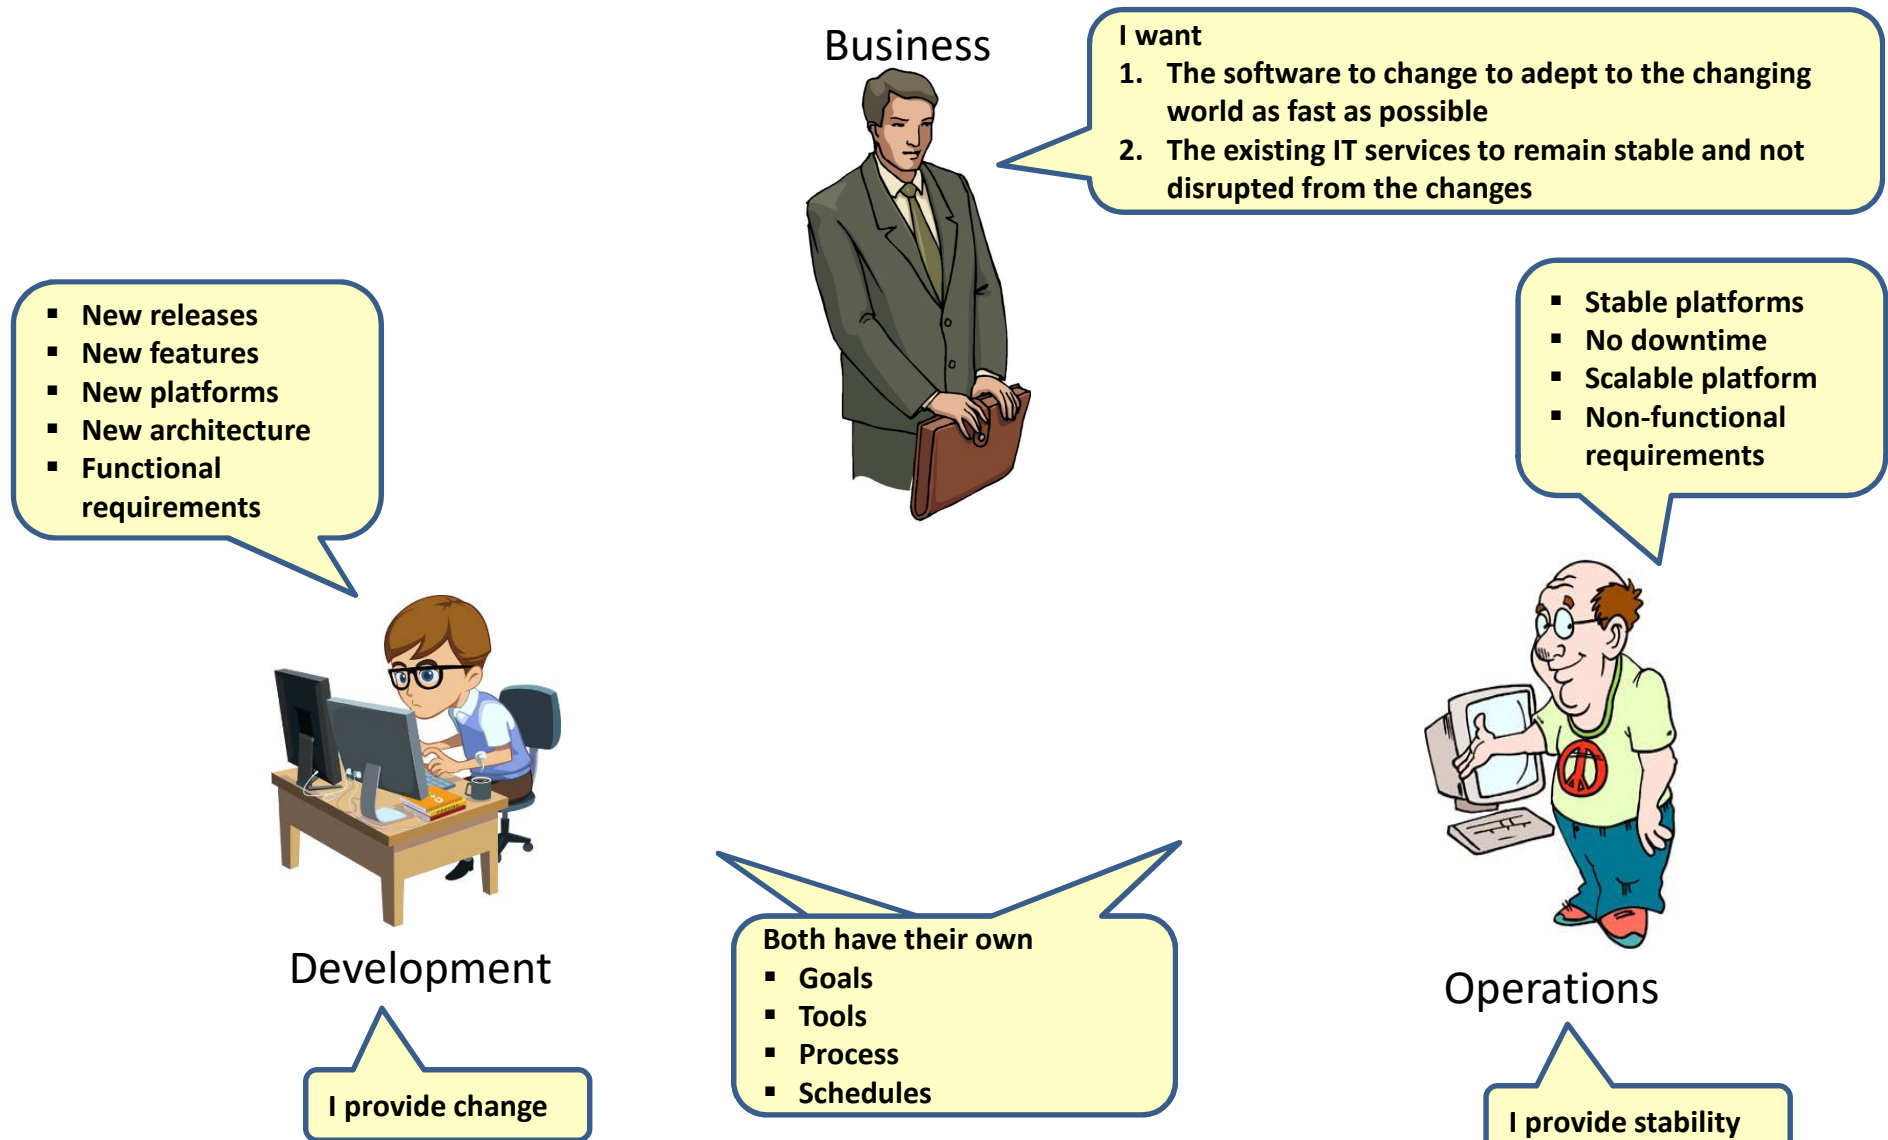 Business
I want
1. The software to change to adept to the changing
world as fast as possible
2. The existing IT services to remain stable and not
disrupted from the changes
▪ New releases
▪ New features
▪ New platforms
▪ New architecture
▪ Functional
requirements
▪ Stable platforms
▪ No downtime
▪ Scalable platform
▪ Non-functional
requirements
Development
I provide change
Both have their own
▪ Goals
▪ Tools
▪ Process
▪ Schedules
Operations
I provide stability